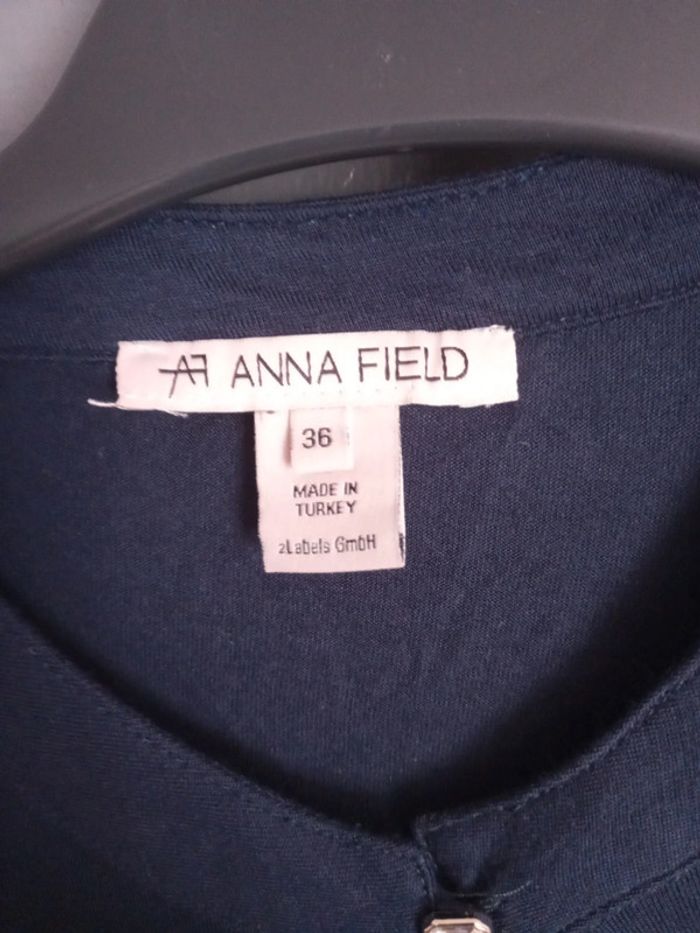 AF ANNA FIELD
36
MADE IN
TURKEY
zLabels GmbH